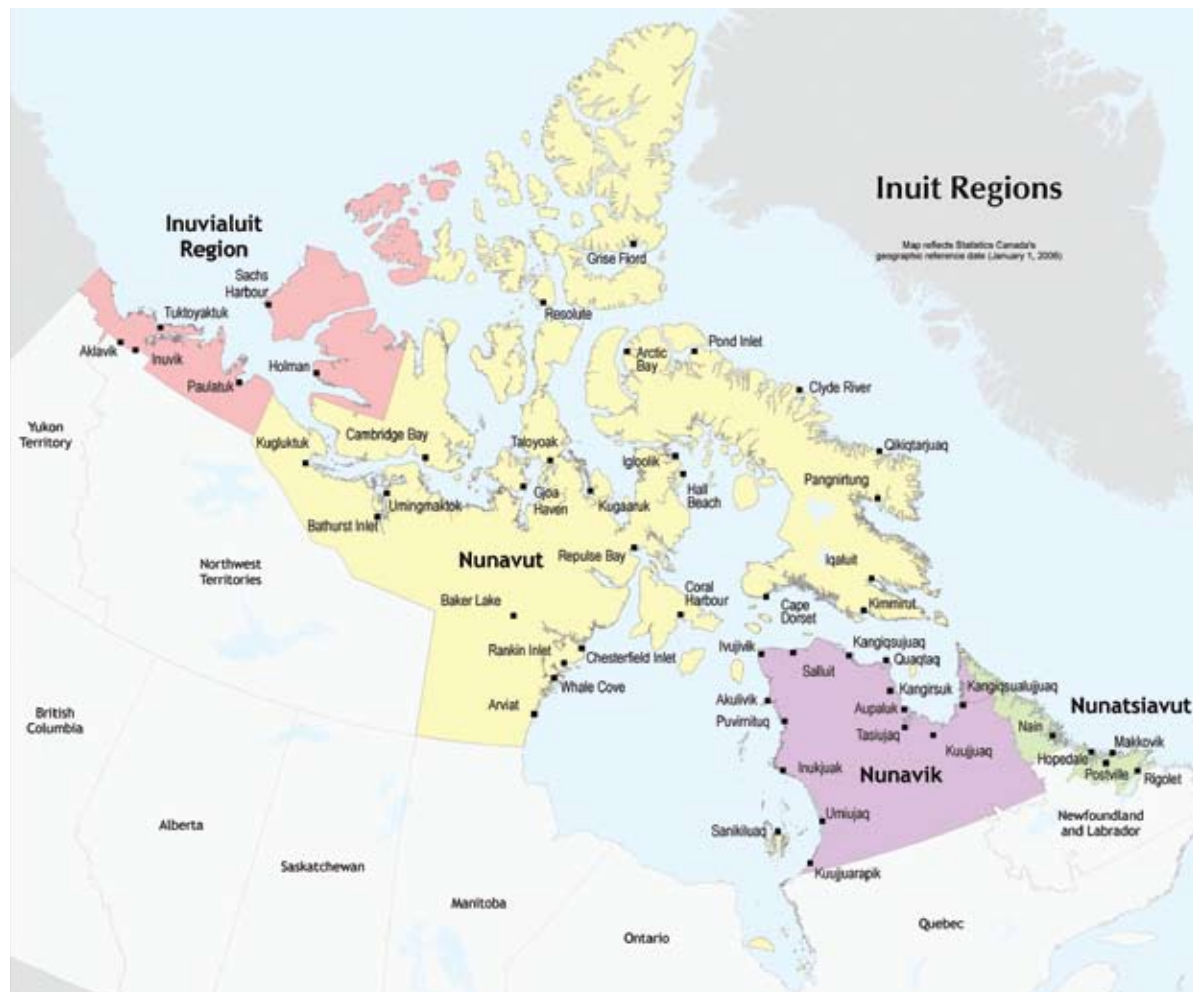 Inuit Regions
Map reflects Statistics Canada's
geographic reference date (January 1, 2006)
Inuvialuit
Region
Sachs
Harbour
Tuktoyaktuk
Aklavik
Inuvik
Paulatuk
Holman
Grise Fiord
Resolute
Arctic
Bay
Pond Inlet
Clyde River
Yukon
Territory
Kugluktuk
Cambridge Bay
Taloyoak
Igloolik
Qikiqtarjuaq
Pangnirtung
Hall
Beach
Umingmaktok
Gjoa
Haven
Kugaaruk
Bathurst Inlet
Nunavut
Repulse Bay
Iqaluit
Northwest
Territories
Baker Lake
Coral
Harbour
Cape
Dorset
Kimmirut
Rankin Inlet
Chesterfield Inlet
Whale Cove
Arviat
Ivujivik
Salluit
Kangiqsujuaq
Quaqtaq
Kangirsuk
Kangiqsualujjuaq
Akulivik
Aupaluk
Puvirnituq
Tasiujaq
Kuujjuaq
Nunatsiavut
Nain
Makkovik
Hopedale
Postville
Rigolet
Inukjuak
Nunavik
British
Columbia
Umiujaq
Sanikiluaq
Kuujjuarapik
Newfoundland
and Labrador
Alberta
Saskatchewan
Manitoba
Ontario
Quebec